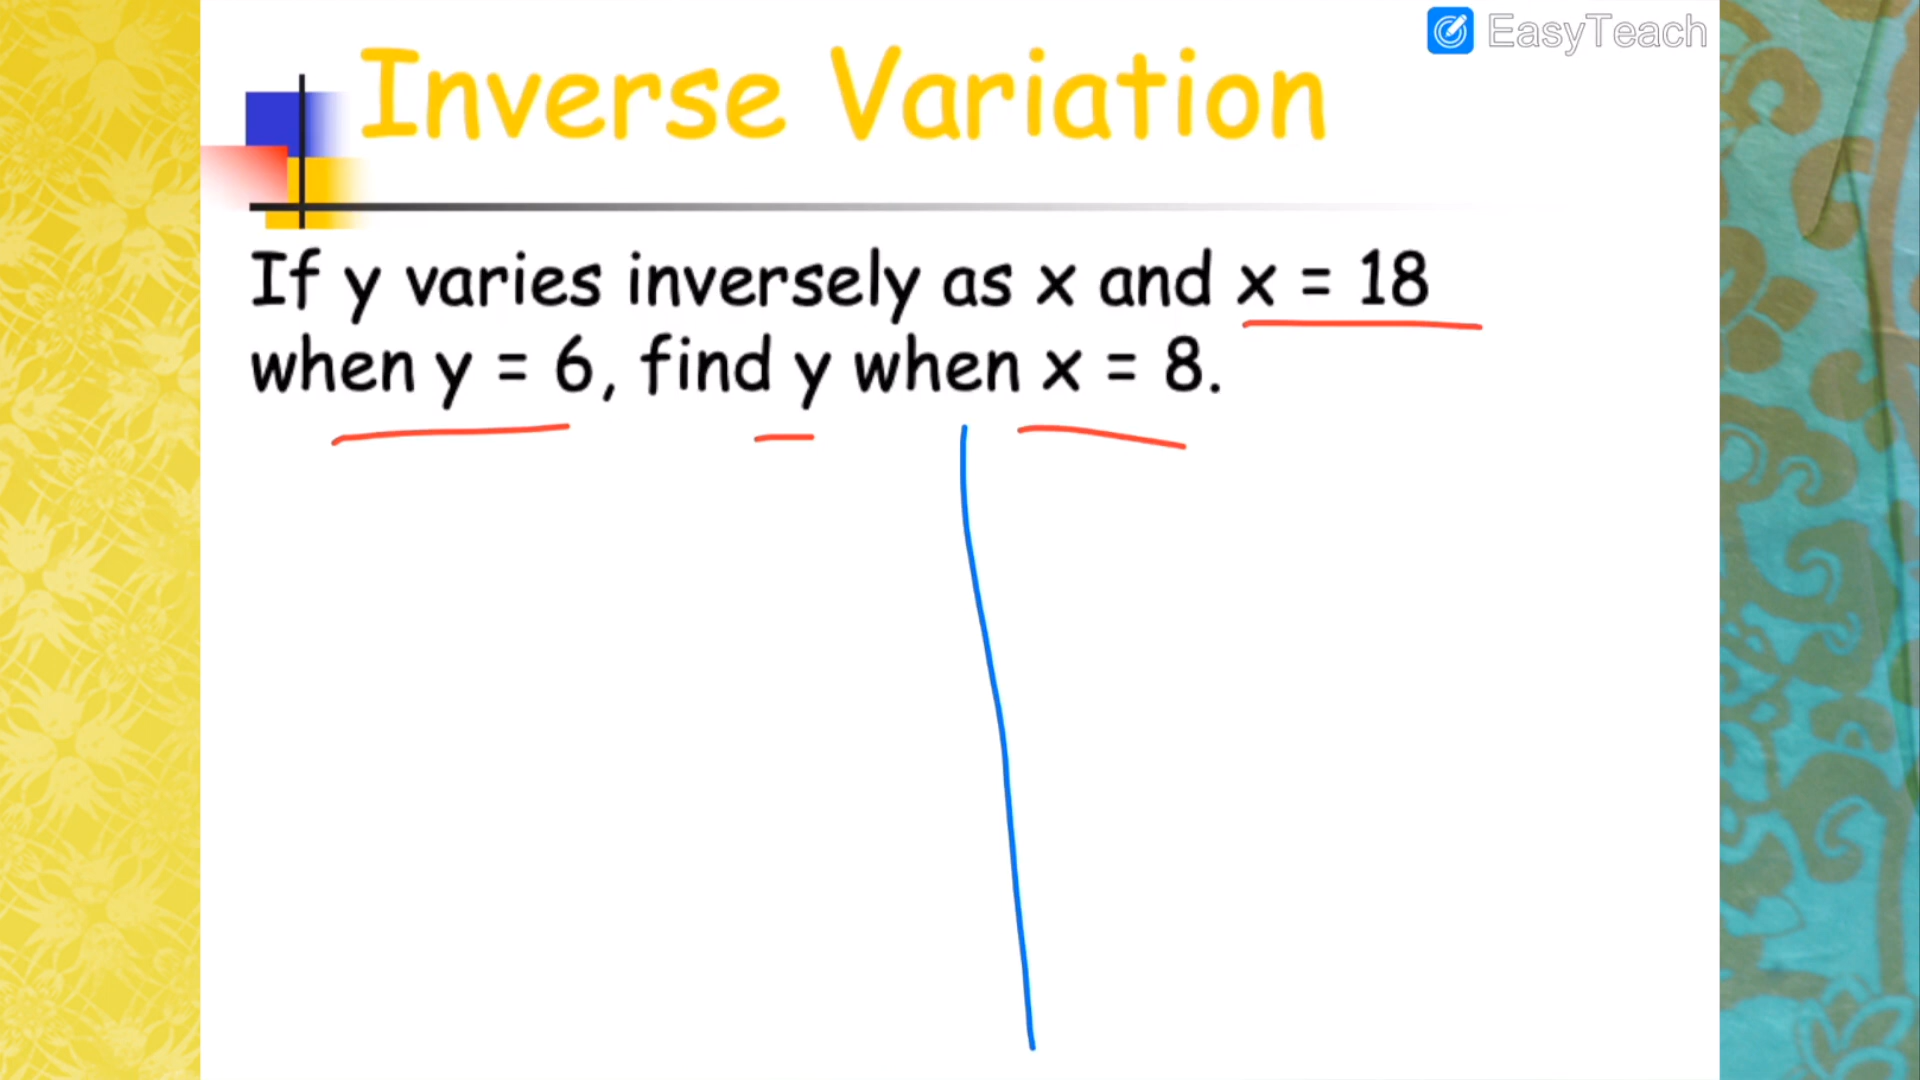 EasyTeach
Inverse Variation
If y varies inversely as x and x = 18
when y = 6, find y when x = 8.